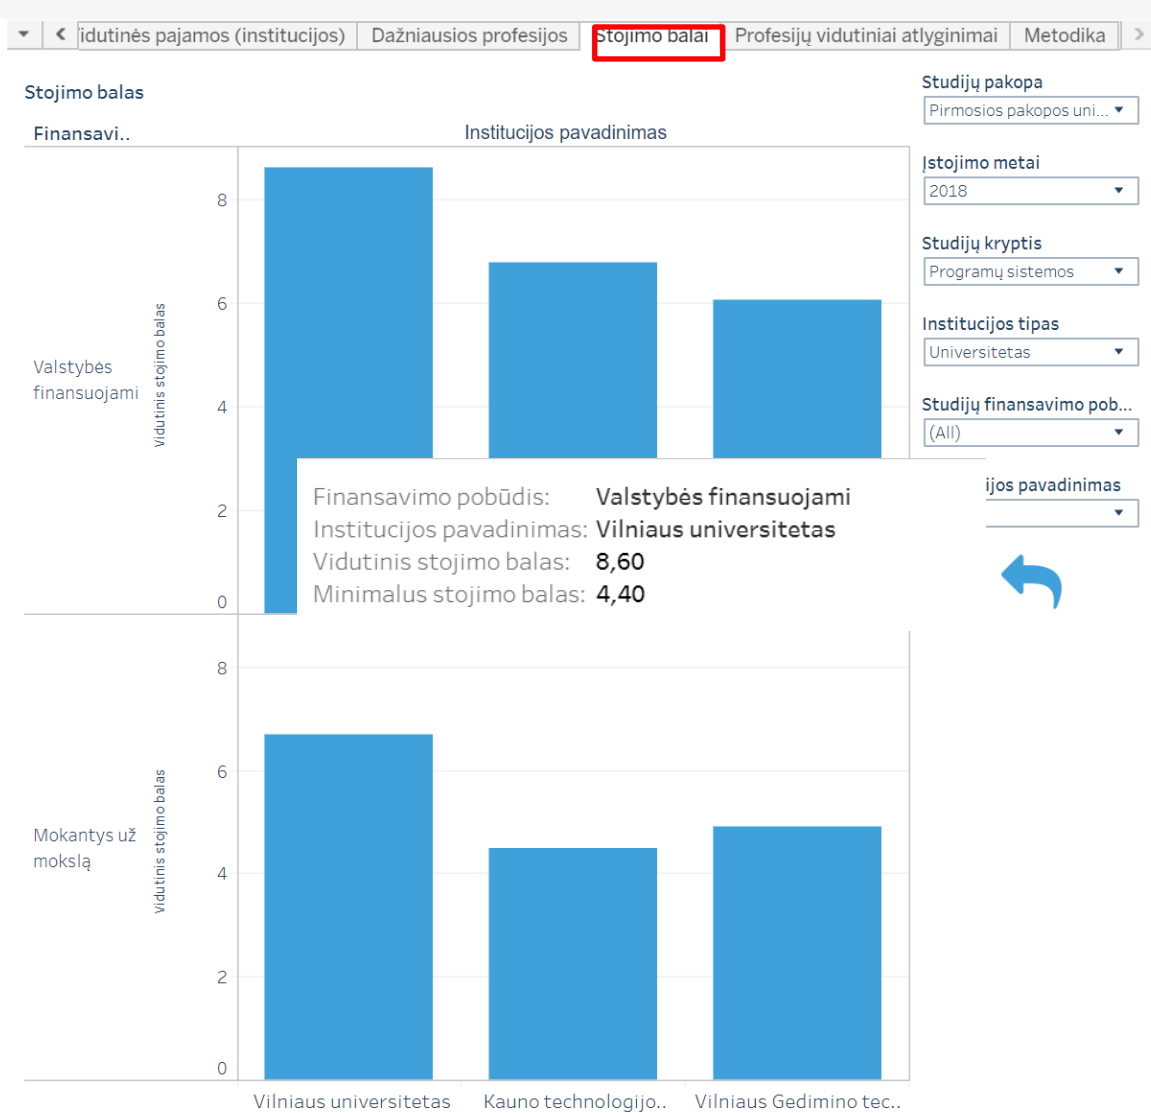 idutinės pajamos (institucijos)
Dažniausios profesijos
Stojimo balai
Profesijų vidutiniai atlyginimai
Metodika
Stojimo balas
Finansavi..
Institucijos pavadinimas
Valstybės
finansuojami
Vidutinis stojimo balas
8
6
4
2
0
Finansavimo pobūdis: Valstybės finansuojami
Institucijos pavadinimas: Vilniaus universitetas
Vidutinis stojimo balas: 8,60
Minimalus stojimo balas: 4,40
Mokantys už
mokslą
Vidutinis stojimo balas
8
6
4
2
0
Vilniaus universitetas
Kauno technologijo..
Vilniaus Gedimino tec..
Studijų pakopa
Pirmosios pakopos uni...
Įstojimo metai
2018
Studijų kryptis
Programų sistemos
Institucijos tipas
Universitetas
Studijų finansavimo pob...
(All)
ijos pavadinimas